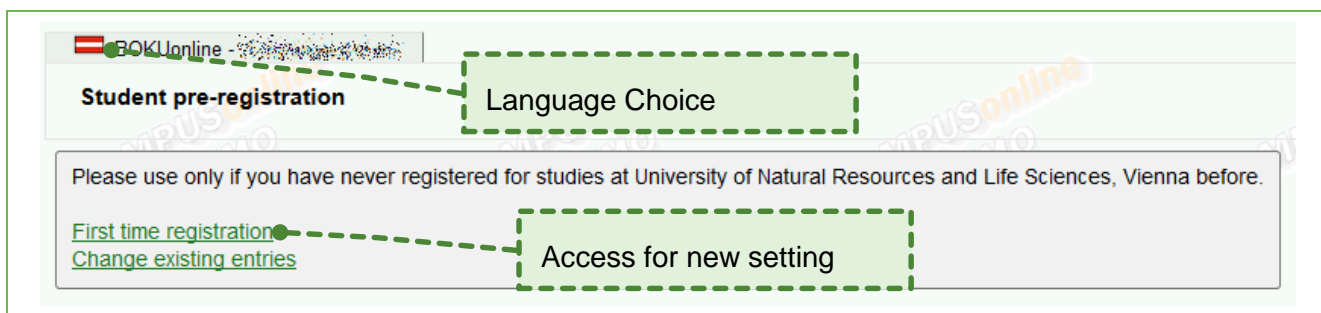 BOKUonline -
Student pre-registration
Language Choice
Please use only if you have never registered for studies at University of Natural Resources and Life Sciences, Vienna before.
First time registration
Change existing entries
Access for new setting